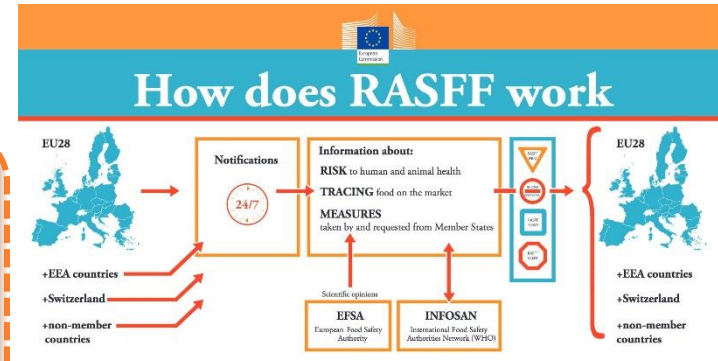 European
Commission
How does RASFF work
EU28
+EEA countries
+Switzerland
+non-member
countries
Notifications
24/7
Information about:
RISK to human and animal health
TRACING food on the market
MEASURES
taken by and requested from Member States
Scientific opinions
EFSA
European Food Safety
Authority
INFOSAN
International Food Safety
Authorities Network (WHO)
EU28
+EEA countries
+Switzerland
+non-member
countries